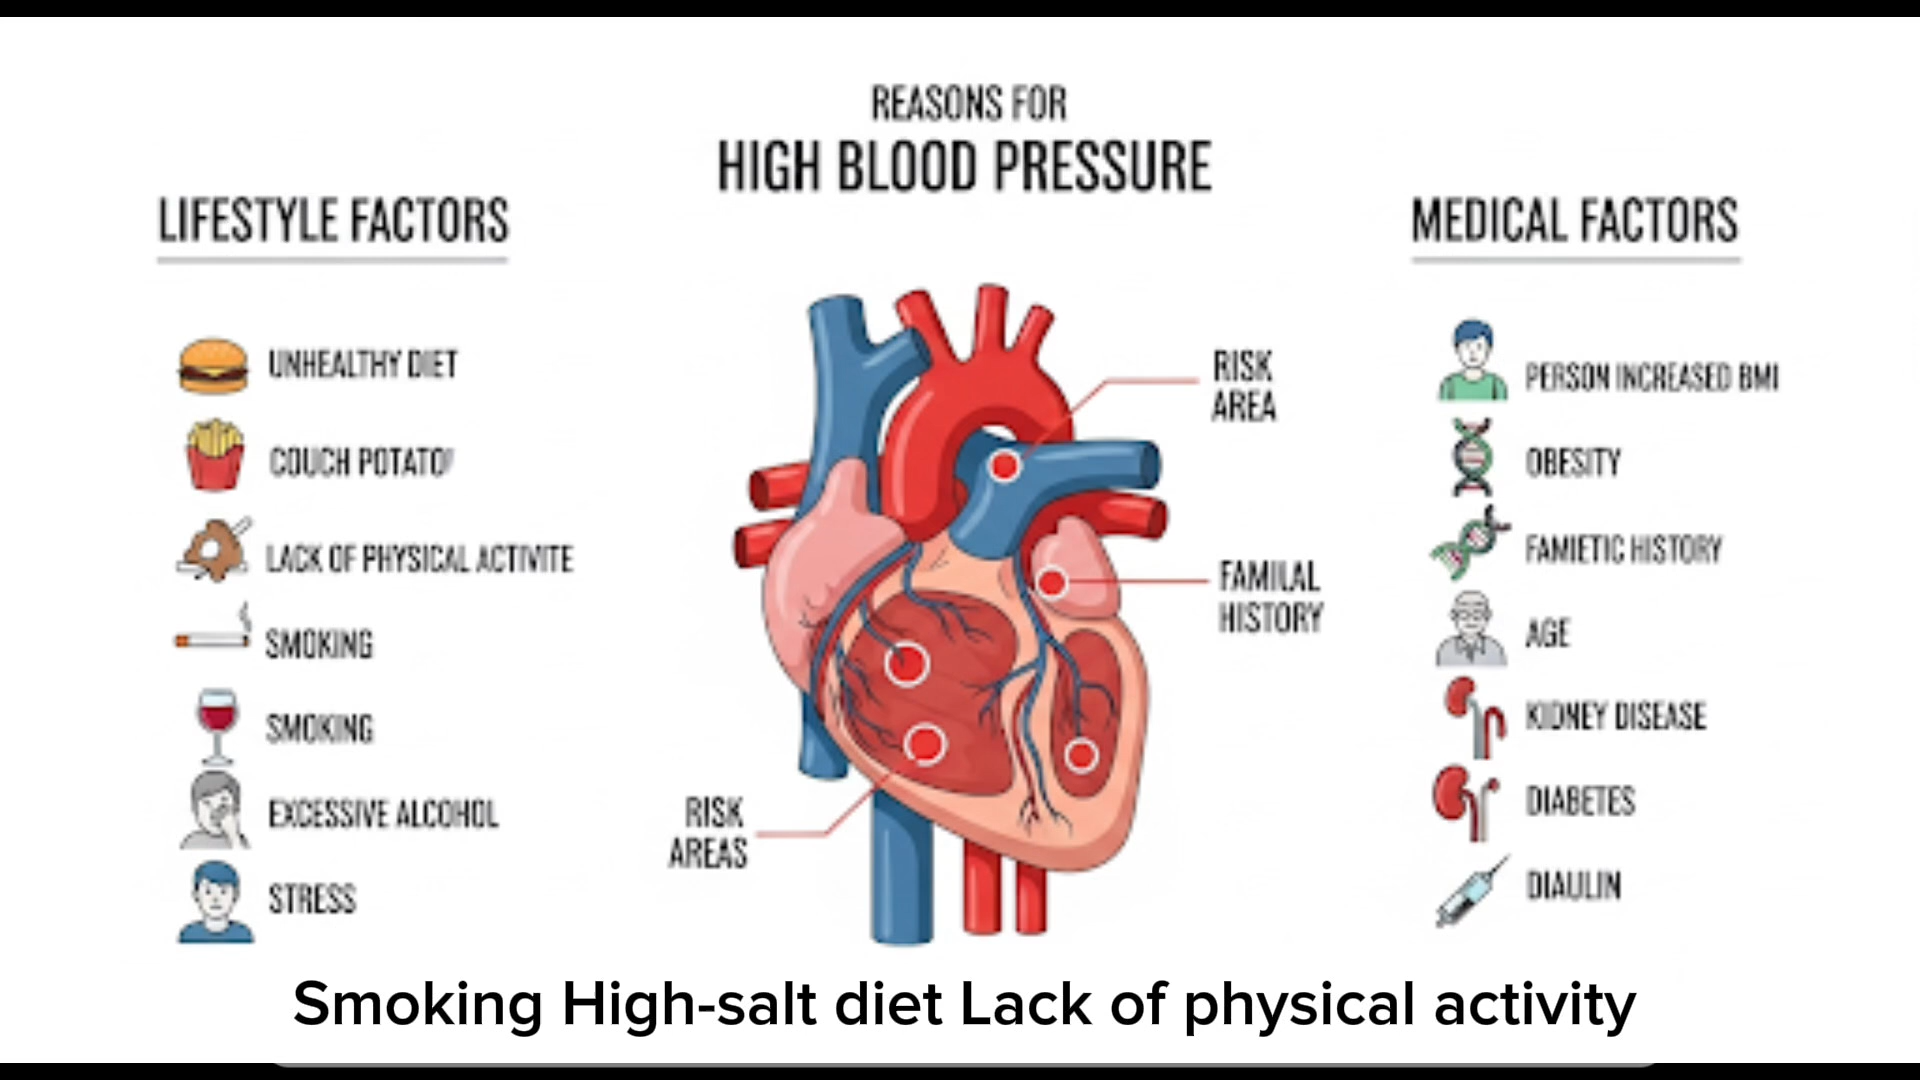 REASONS FOR
HIGH BLOOD PRESSURE
LIFESTYLE FACTORS
UNHEALTHY DIET
COUCH POTATO'
LACK OF PHYSICAL ACTIVITE
SMOKING
SMOKING
EXCESSIVE ALCOHOL
STRESS
RISK
AREA
FAMILAL
HISTORY
RISK
AREAS
MEDICAL FACTORS
PERSON INCREASED BMI
OBESITY
FAMIETIC HISTORY
AGE
KIDNEY DISEASE
DIABETES
DIAULIN
Smoking High-salt diet Lack of physical activity